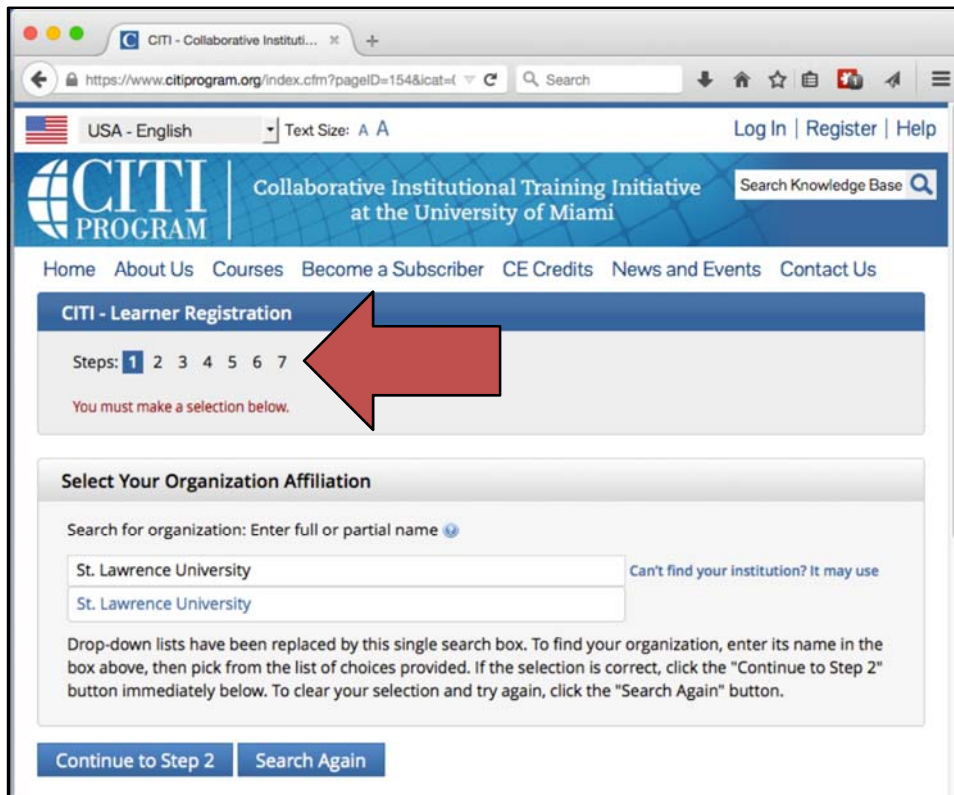 CITI - Collaborative Instituti...
https://www.citiprogram.org/index.cfm?pageID=154&icat=(
Search
USA - English
Text Size: A A
Log In | Register | Help
CITI
PROGRAM
Collaborative Institutional Training Initiative
at the University of Miami
Search Knowledge Base
Home About Us Courses Become a Subscriber CE Credits News and Events Contact Us
CITI - Learner Registration
Steps: 1 2 3 4 5 6 7
You must make a selection below.
Select Your Organization Affiliation
Search for organization: Enter full or partial name
St. Lawrence University
Can't find your institution? It may use
St. Lawrence University
Drop-down lists have been replaced by this single search box. To find your organization, enter its name in the
box above, then pick from the list of choices provided. If the selection is correct, click the "Continue to Step 2"
button immediately below. To clear your selection and try again, click the "Search Again" button.
Continue to Step 2
Search Again